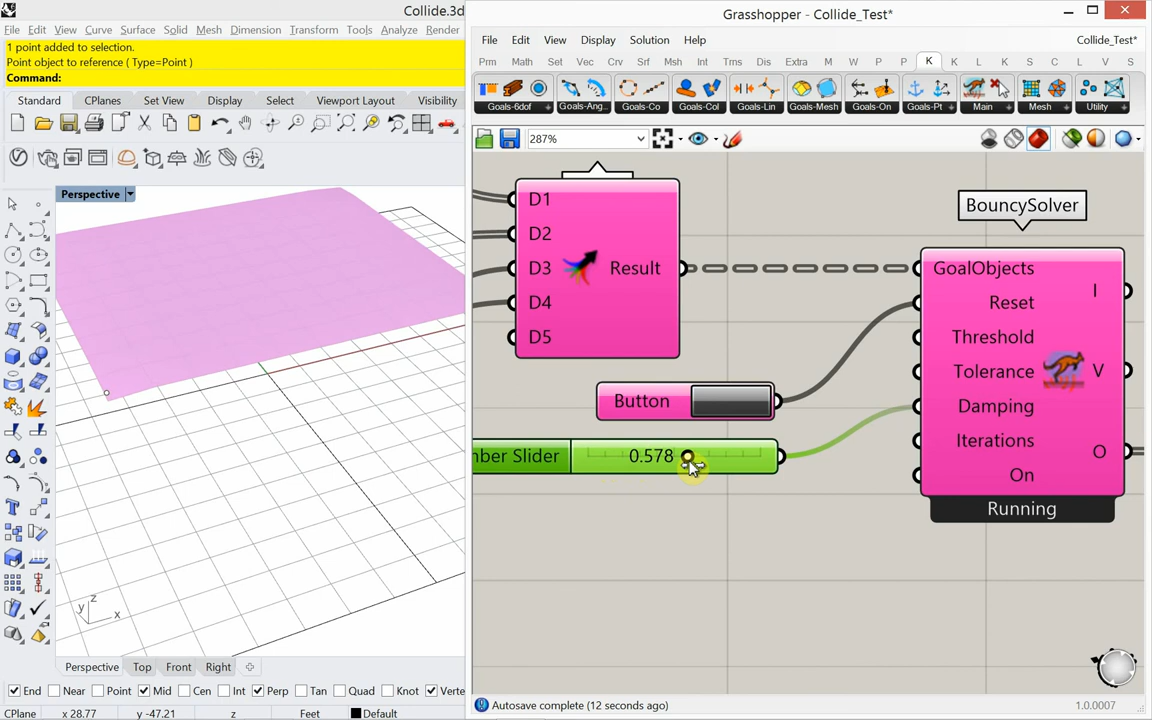 Collide.3d
File Edit View Curve Surface Solid Mesh Dimension Transform Tools Analyze Render
1 point added to selection.
Point object to reference ( Type=Point )
Command:
Standard CPlanes Set View Display Select Viewport Layout Visibility
Perspective
z
y
x
Perspective Top Front Right
End Near Point Mid Cen Int Perp Tan Quad Knot Verte
CPlane x 28.77 y -47.21 z Feet Default
Grasshopper - Collide_Test*
File Edit View Display Solution Help Collide_Test*
Prm Math Set Vec Crv Srf Msh Int Trns Dis Extra M W P P K K L V S
Goals-6dof Goals-Ang... Goals-Co Goals-Col Goals-Lin Goals-Mesh Goals-On Goals-Pt Main Mesh Utility
287%
D1
D2
D3 Result
D4
D5
Button
nber Slider 0.578
BouncySolver
GoalObjects
I
Reset
Threshold
Tolerance V
Damping
Iterations
O
On
Running
Autosave complete (12 seconds ago) 1.0.0007